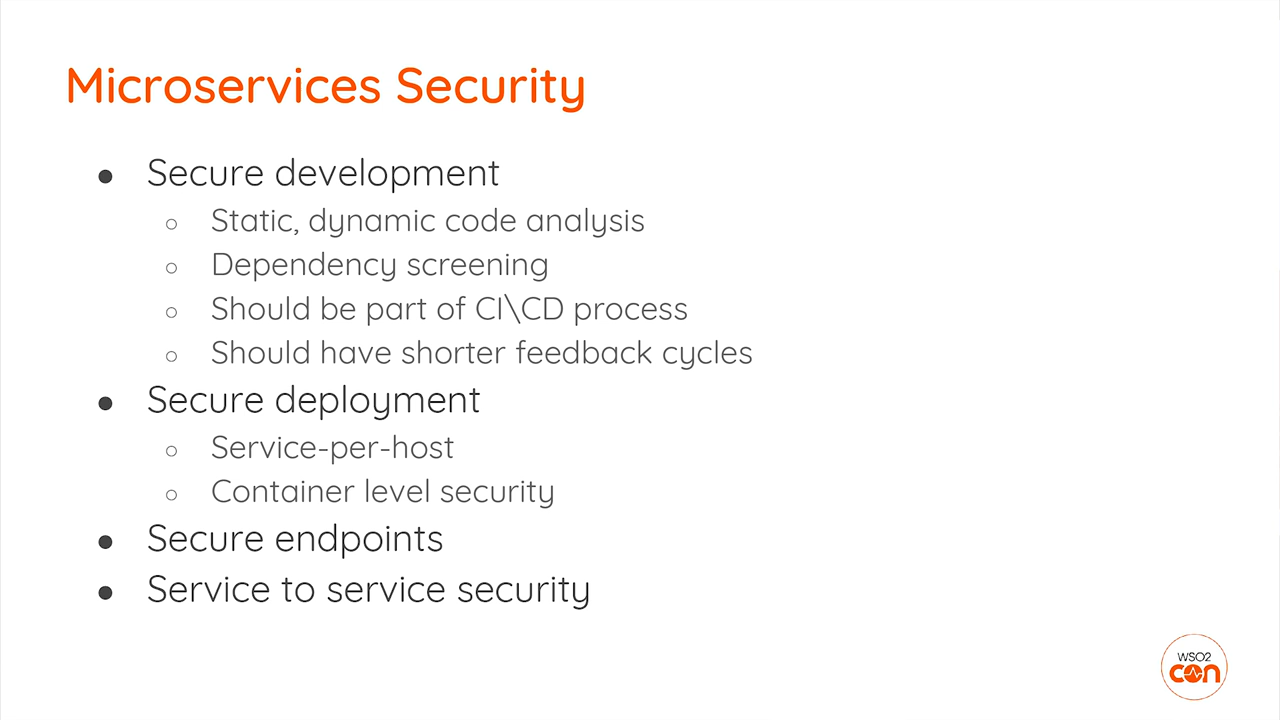 Microservices Security
● Secure development
○ Static, dynamic code analysis
○ Dependency screening
○ Should be part of CI\CD process
○ Should have shorter feedback cycles
● Secure deployment
○ Service-per-host
○ Container level security
● Secure endpoints
● Service to service security
WSO2
con